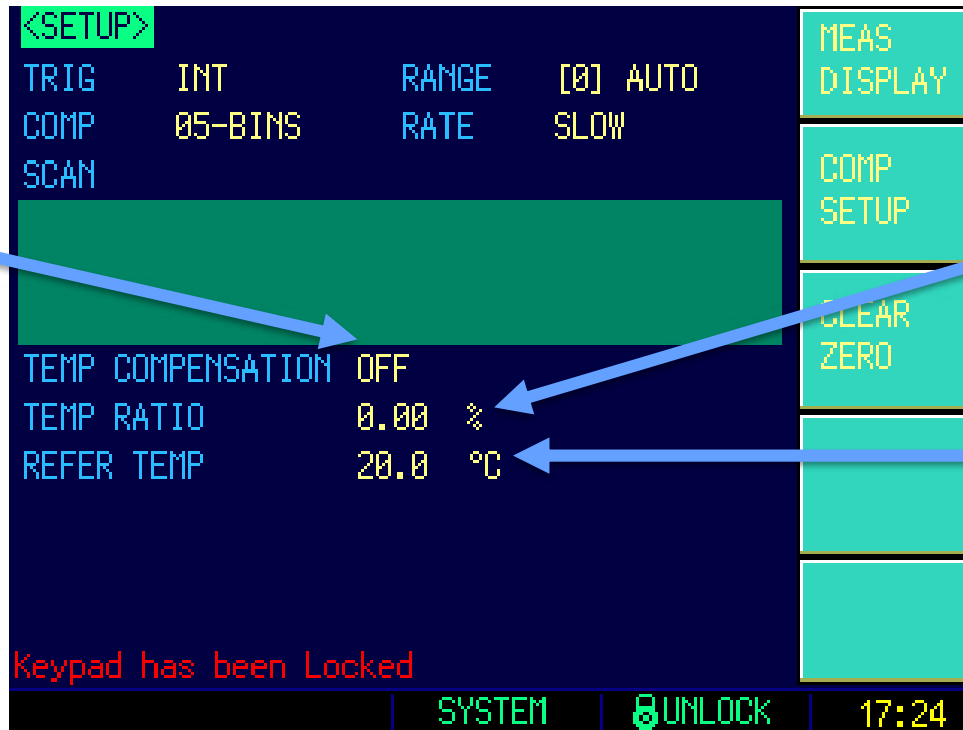 <SETUP>
TRIG INT RANGE [0] AUTO
COMP 05-BINS RATE SLOW
SCAN
TEMP COMPENSATION OFF
TEMP RATIO 0.00 %
REFER TEMP 20.0 °C
Keypad has been Locked
MEAS
DISPLAY
COMP
SETUP
CLEAR
ZERO
SYSTEM UNLOCK 17:24